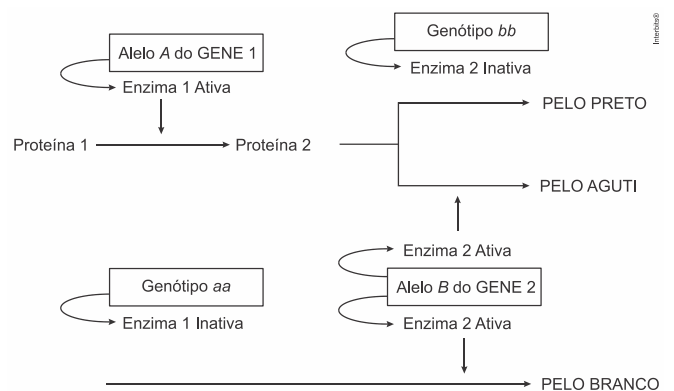 Interbits®
Alelo A do GENE 1
Genótipo bb
Enzima 1 Ativa
Enzima 2 Inativa
PELO PRETO
Proteína 1
Proteína 2
PELO AGUTI
Enzima 2 Ativa
Genótipo aa
Alelo B do GENE 2
Enzima 1 Inativa
Enzima 2 Ativa
PELO BRANCO